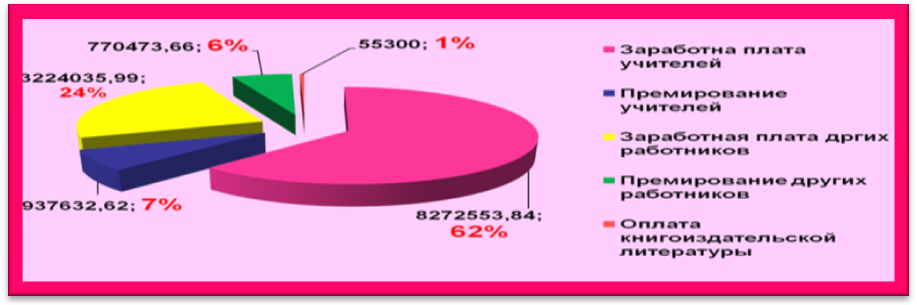 770473,66; 6%
55300; 1%
3224035,99;
24%
937632,62; 7%
8272553,84;
62%
Заработна плата
учителей
Премирование
учителей
Заработная плата дргих
работников
Премирование других
работников
Оплата
книгоиздательской
литературы